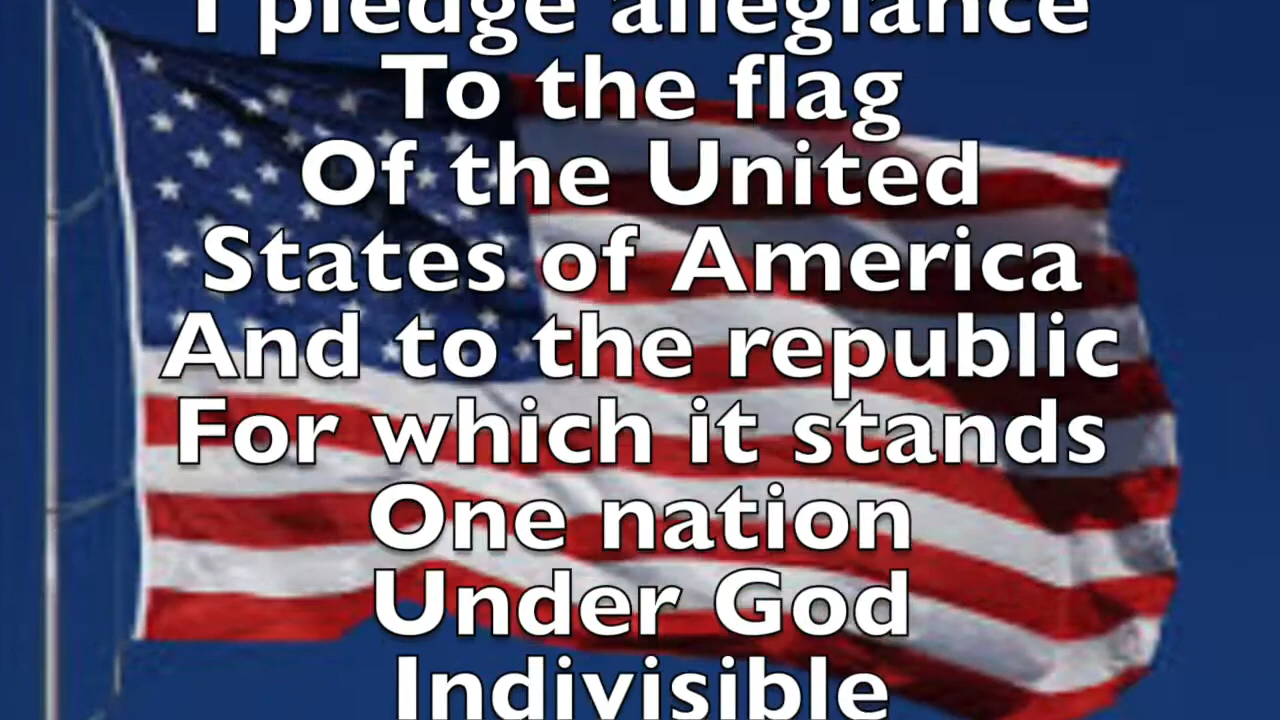 I pledge allegiance
To the flag
Of the United
States of America
And to the republic
For which it stands
One nation
Under God
Indivisible